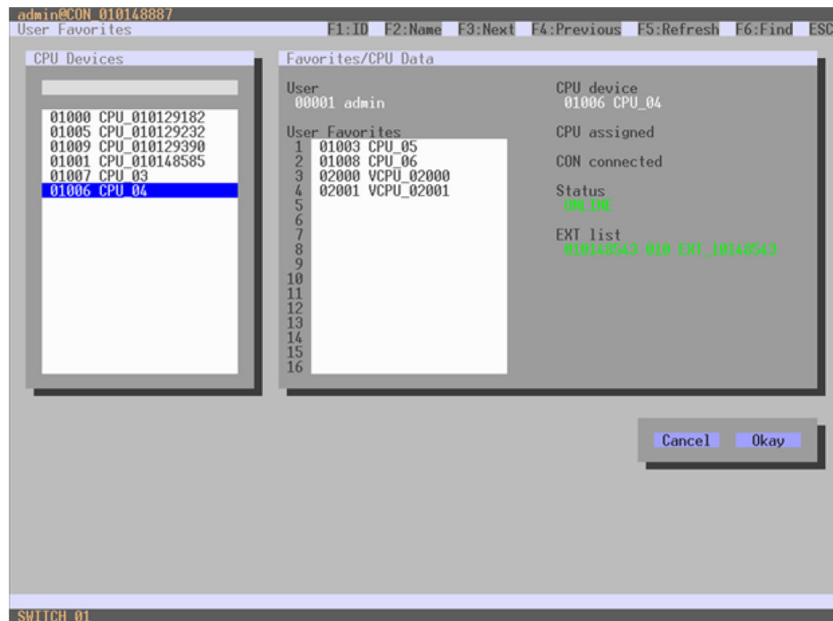 admin@CON_010148887
User Favorites F1:ID F2:Name F3:Next F4:Previous F5:Refresh F6:Find ESC
CPU Devices
01000 CPU_010129182
01005 CPU_010129232
01009 CPU_010129390
01001 CPU_010148585
01007 CPU_03
01006 CPU_04
Favorites/CPU Data
User
00001 admin
User Favorites
1 01003 CPU_05
2 01008 CPU_06
3 02000 VCPU_02000
4 02001 VCPU_02001
5
6
7
8
9
10
11
12
13
14
15
16
CPU device
01006 CPU_04
CPU assigned
CON connected
Status
ONLINE
EXT list
010148543 010 EXT_10148543
Cancel Okay
SWITCH_01